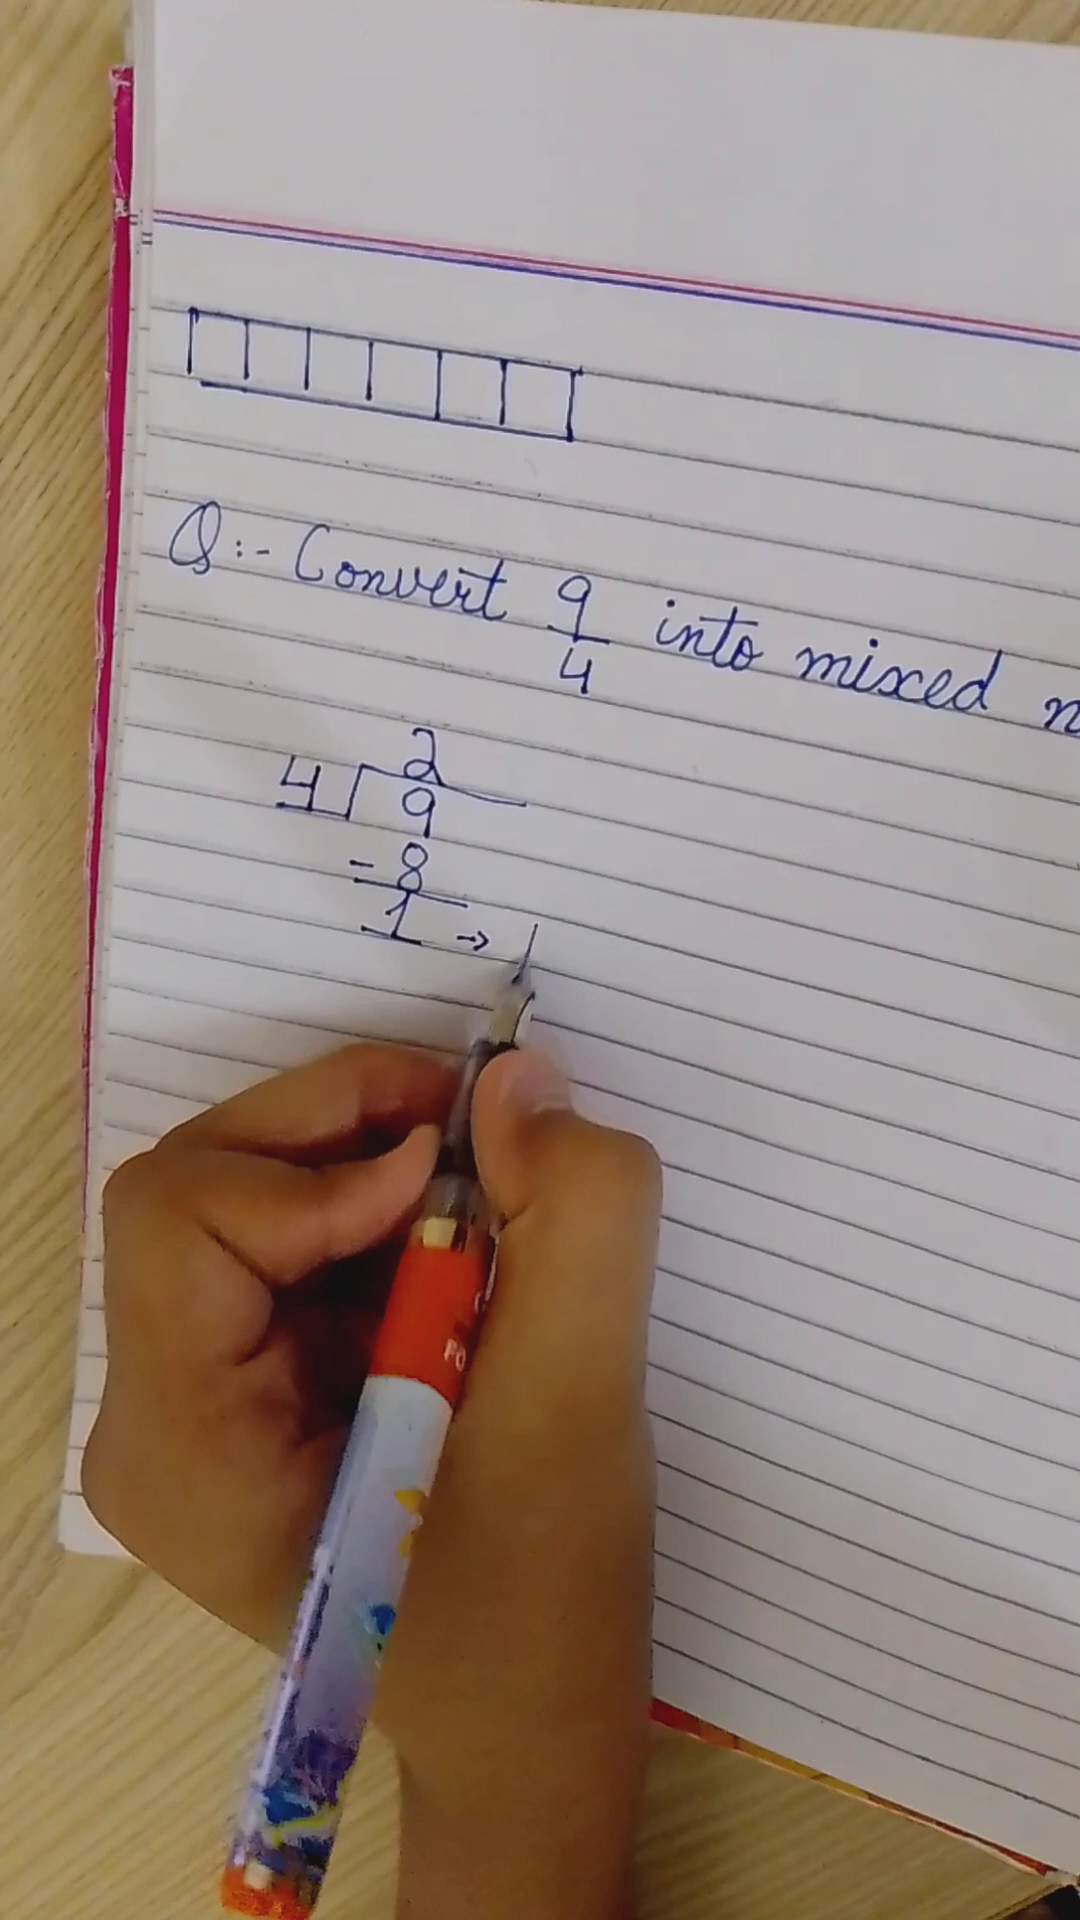 Q:- Convert 9/4 into mixed
2
4 9
- 8
1 →